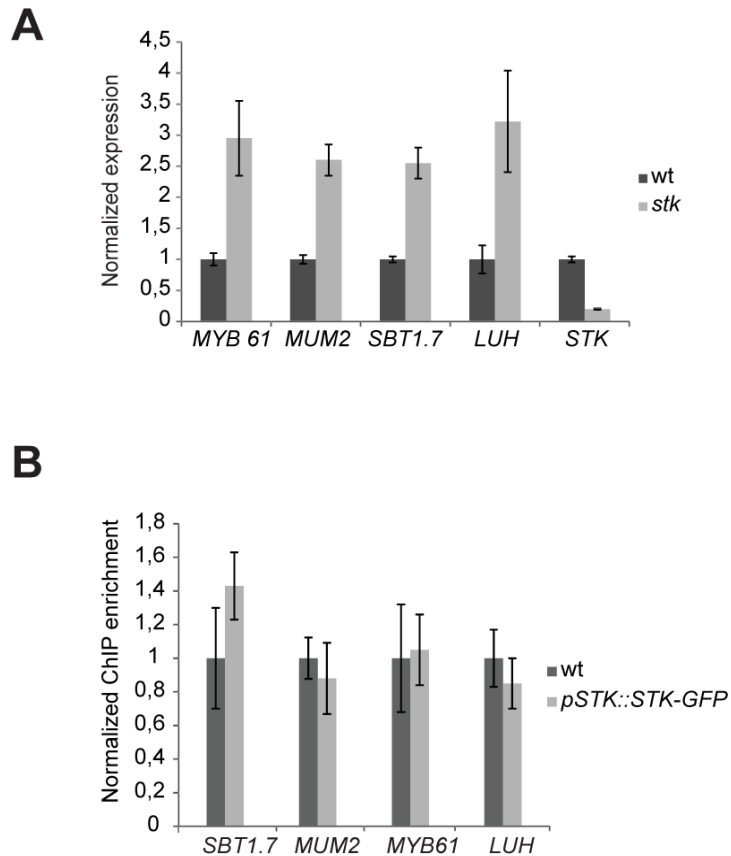 A
Normalized expression
4,5
4
3,5
3
2,5
2
1,5
1
0,5
0
MYB 61 MUM2 SBT1.7 LUH STK
wt
stk
B
Normalized ChIP enrichment
1,8
1,6
1,4
1,2
1
0,8
0,6
0,4
0,2
0
SBT1.7 MUM2 MYB61 LUH
wt
pSTK::STK-GFP